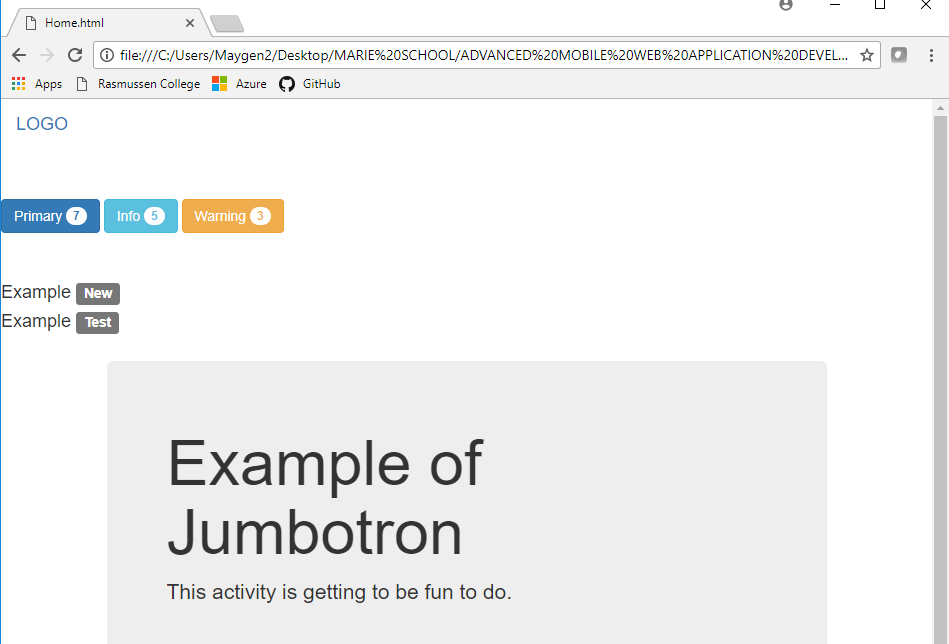 Home.html
file:///C:/Users/Maygen2/Desktop/MARIE%20SCHOOL/ADVANCED%20MOBILE%20WEB%20APPLICATION%20DEVEL...
Apps Rasmussen College Azure GitHub
LOGO
Primary 7 Info 5 Warning 3
Example New
Example Test
Example of
Jumbotron
This activity is getting to be fun to do.